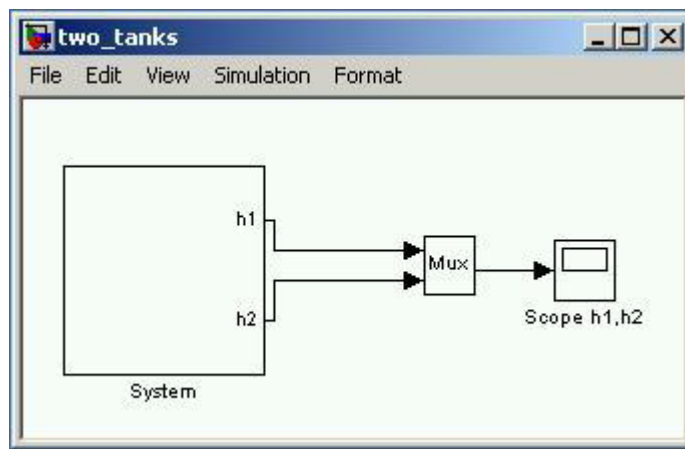 two_tanks
File Edit View Simulation Format
h1
Mux
h2
Scope h1,h2
System